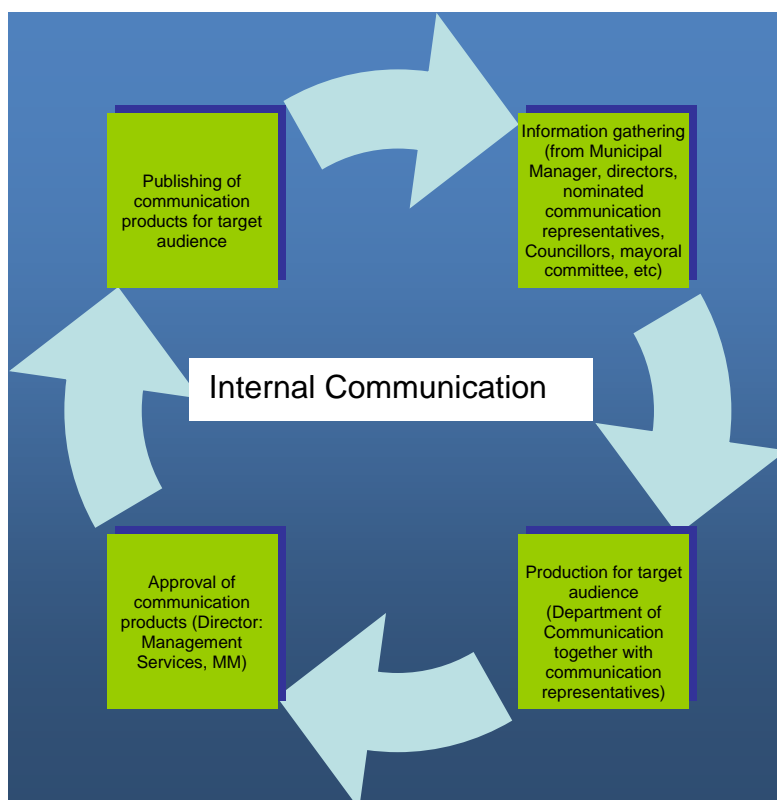 Publishing of
communication
products for target
audience
Information gathering
(from Municipal
Manager, directors,
nominated
communication
representatives,
Councillors, mayoral
committee, etc)
Internal Communication
Approval of
communication
products (Director:
Management
Services, MM)
Production for target
audience
(Department of
Communication
together with
communication
representatives)